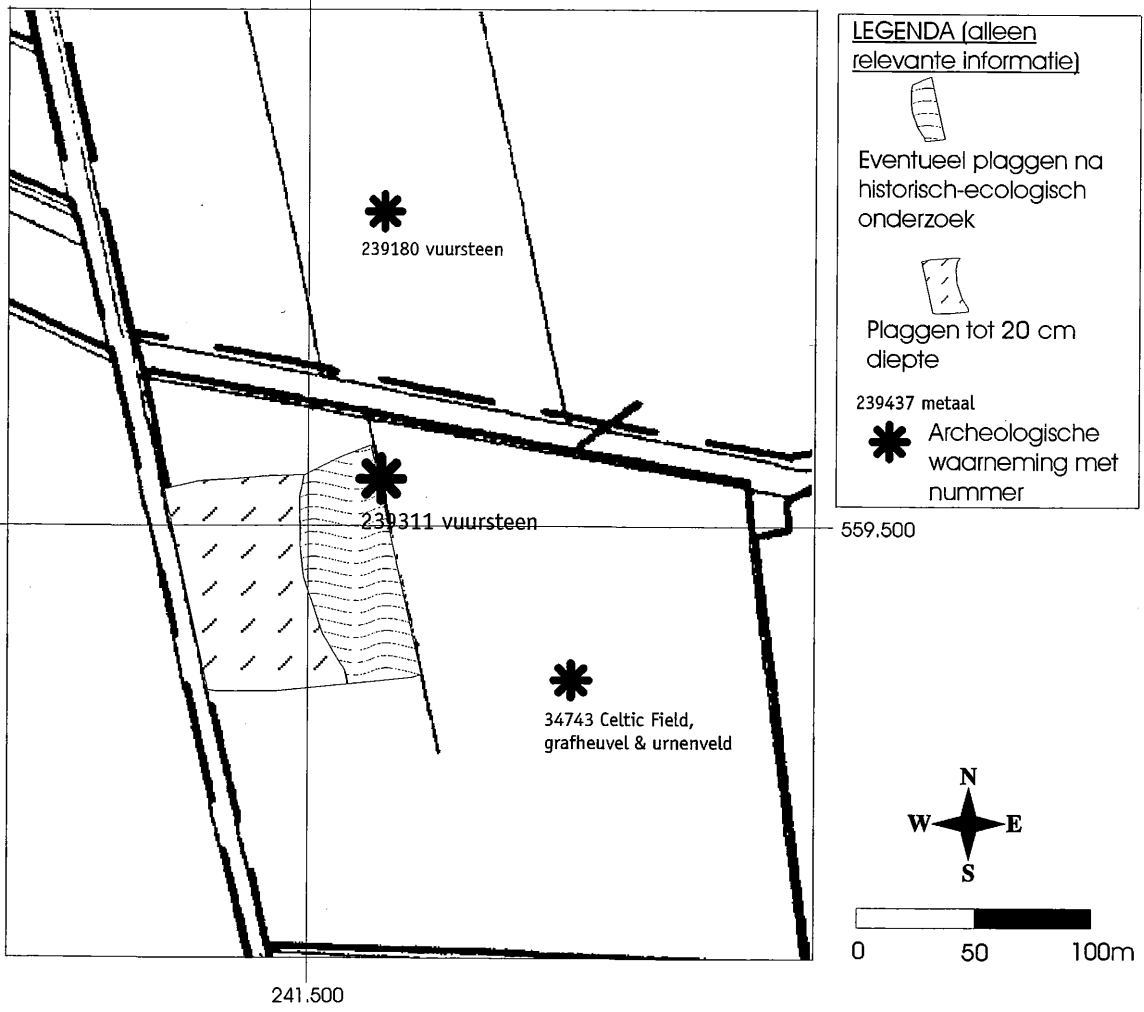 LEGENDA (alleen
relevante informatie)
Eventueel plaggen na
historisch-ecologisch
onderzoek
Plaggen tot 20 cm
diepte
239437 metaal
Archeologische
waarneming met
nummer
239180 vuursteen
239311 vuursteen
559.500
34743 Celtic Field,
grafheuvel & urnenveld
N
W E
S
0 50 100m
241.500